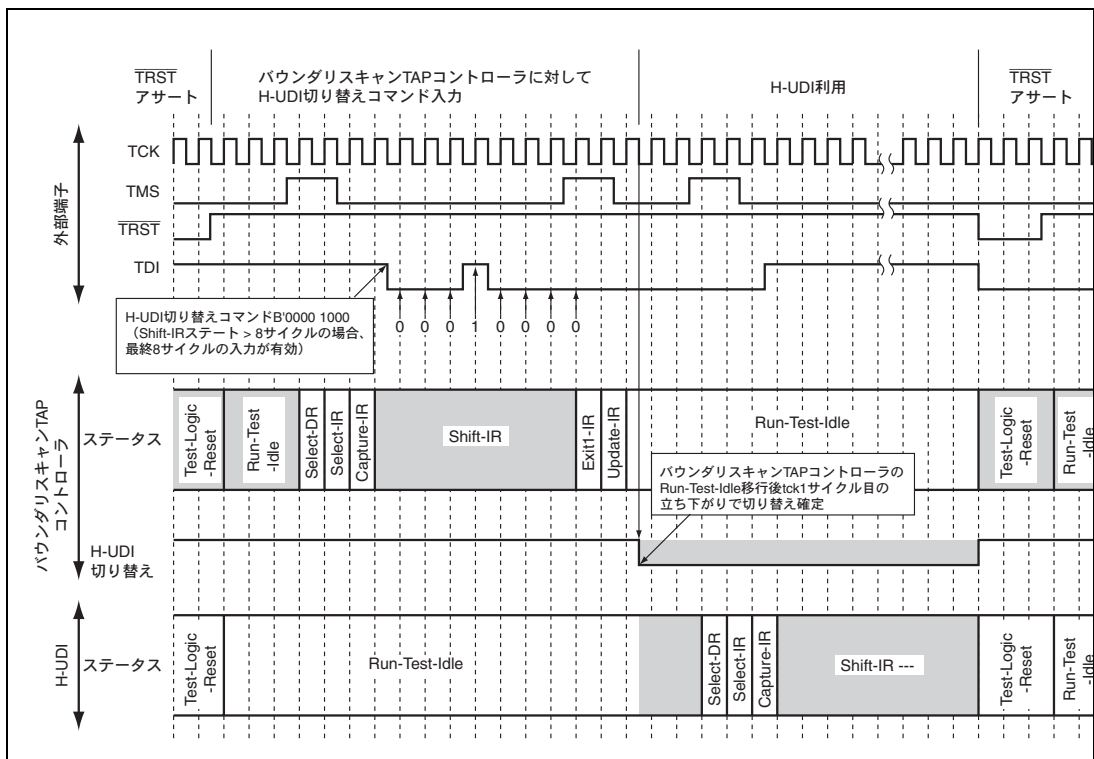 TRST
アサート
バウンダリスキャンTAPコントローラに対して
H-UDI切り替えコマンド入力
H-UDI利用
TRST
アサート
外部端子
TCK
TMS
TRST
TDI
H-UDI切り替えコマンドB'0000 1000
(Shift-IRステート > 8サイクルの場合、
最終8サイクルの入力が有効)
0 0 0 1 0 0 0 0
バウンダリスキャンTAP
コントローラ
ステータス
Test-Logic
-Reset
Run-Test
-Idle
Select-DR
Select-IR
Capture-IR
Shift-IR
Exit1-IR
Update-IR
Run-Test-Idle
Test-Logic
-Reset
Run-Test
-Idle
バウンダリスキャンTAPコントローラの
Run-Test-Idle移行後tck1サイクル目の
立ち下がりで切り替え確定
H-UDI
切り替え
H-UDI
ステータス
Test-Logic
-Reset
Run-Test-Idle
Select-DR
Select-IR
Capture-IR
Shift-IR ---
Test-Logic
-Reset
Run-Test
-Idle